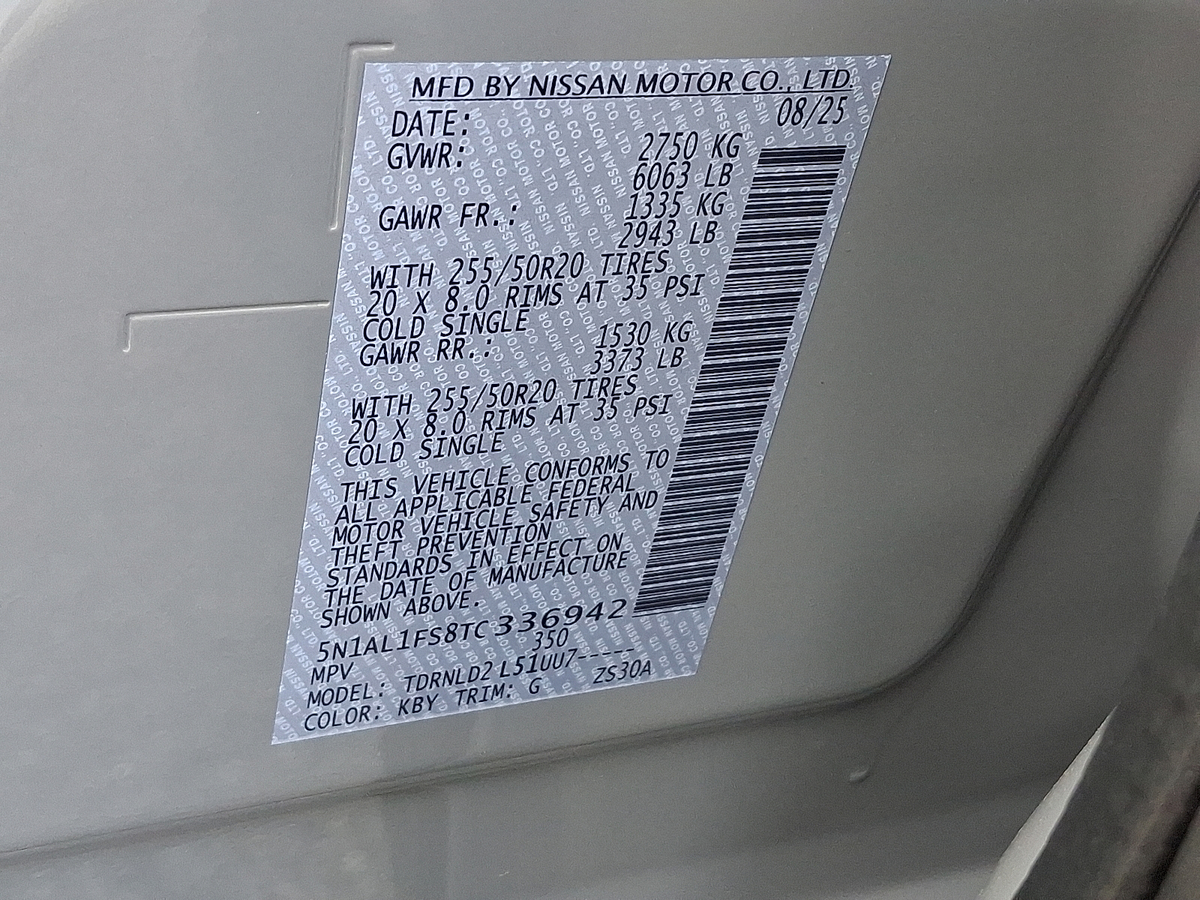 MFD BY NISSAN MOTOR CO., LTD.
DATE: 08/25
GVWR: 2750 KG
6063 LB
GAWR FR.: 1335 KG
2943 LB
WITH 255/50R20 TIRES
20 X 8.0 RIMS AT 35 PSI
COLD SINGLE
GAWR RR.: 1530 KG
3373 LB
WITH 255/50R20 TIRES
20 X 8.0 RIMS AT 35 PSI
COLD SINGLE
THIS VEHICLE CONFORMS TO
ALL APPLICABLE FEDERAL
MOTOR VEHICLE SAFETY AND
THEFT PREVENTION
STANDARDS IN EFFECT ON
THE DATE OF MANUFACTURE
SHOWN ABOVE.
5N1AL1FS8TC336942
MPV 350
MODEL: TDRNLD2 L51UU7-----
COLOR: KBY TRIM: G ZS30A